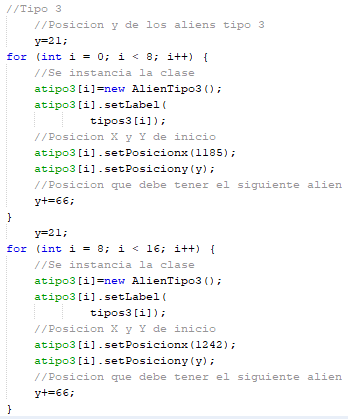 //Tipo 3
//Posicion y de los aliens tipo 3
y=21;
for (int i = 0; i < 8; i++) {
//Se instancia la clase
atipo3[i]=new AlienTipo3();
atipo3[i].setLabel(
tipos3[i]);
//Posicion X y Y de inicio
atipo3[i].setPosicionx(1185);
atipo3[i].setPosiciony(y);
//Posicion que debe tener el siguiente alien
y+=66;
}
y=21;
for (int i = 8; i < 16; i++) {
//Se instancia la clase
atipo3[i]=new AlienTipo3();
atipo3[i].setLabel(
tipos3[i]);
//Posicion X y Y de inicio
atipo3[i].setPosicionx(1242);
atipo3[i].setPosiciony(y);
//Posicion que debe tener el siguiente alien
y+=66;
}